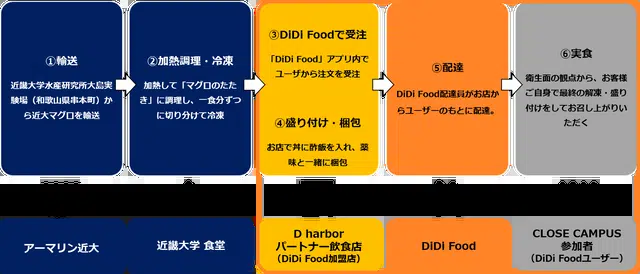 ①輸送
近畿大学水産研究所大島実
験場（和歌山県串本町）か
ら近大マグロを輸送
②加熱調理・冷凍
加熱して「マグロのたた
き」に調理し、一食分ずつ
に切り分けて冷凍
③DiDi Foodで受注
「DiDi Food」アプリ内で
ユーザから注文を受注
④盛り付け・梱包
お店で丼に酢飯を入れ、薬
味と一緒に梱包
⑤配達
DiDi Food配達員がお店か
らユーザーのもとに配達。
⑥実食
衛生面の観点から、お客様
ご自身で最終の解凍・盛り
付けをしてお召し上がりい
ただく
アーマリン近大
近畿大学 食堂
D harbor
パートナー飲食店
（DiDi Food加盟店）
DiDi Food
CLOSE CAMPUS
参加者
（DiDi Foodユーザー）